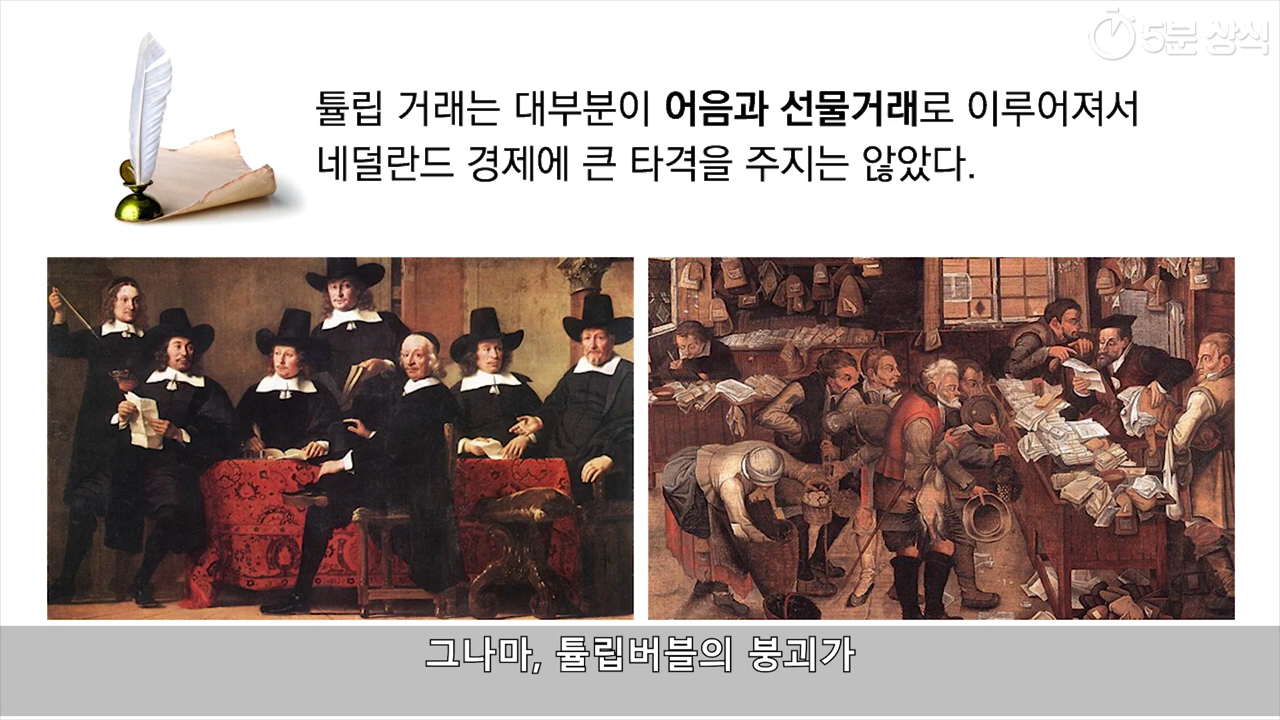 5분 상식
튤립 거래는 대부분이 어음과 선물거래로 이루어져서
네덜란드 경제에 큰 타격을 주지는 않았다.
그나마, 튤립버블의 붕괴가